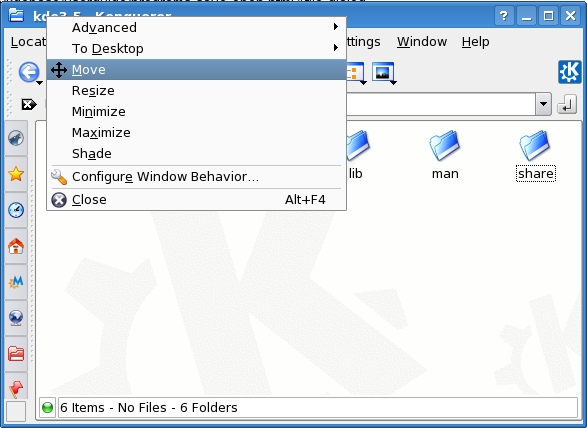 kde3.5 - Konqueror
Advanced
To Desktop
Move
Resize
Minimize
Maximize
Shade
Configure Window Behavior...
Close Alt+F4
Locat ttings Window Help
lib man share
6 Items - No Files - 6 Folders